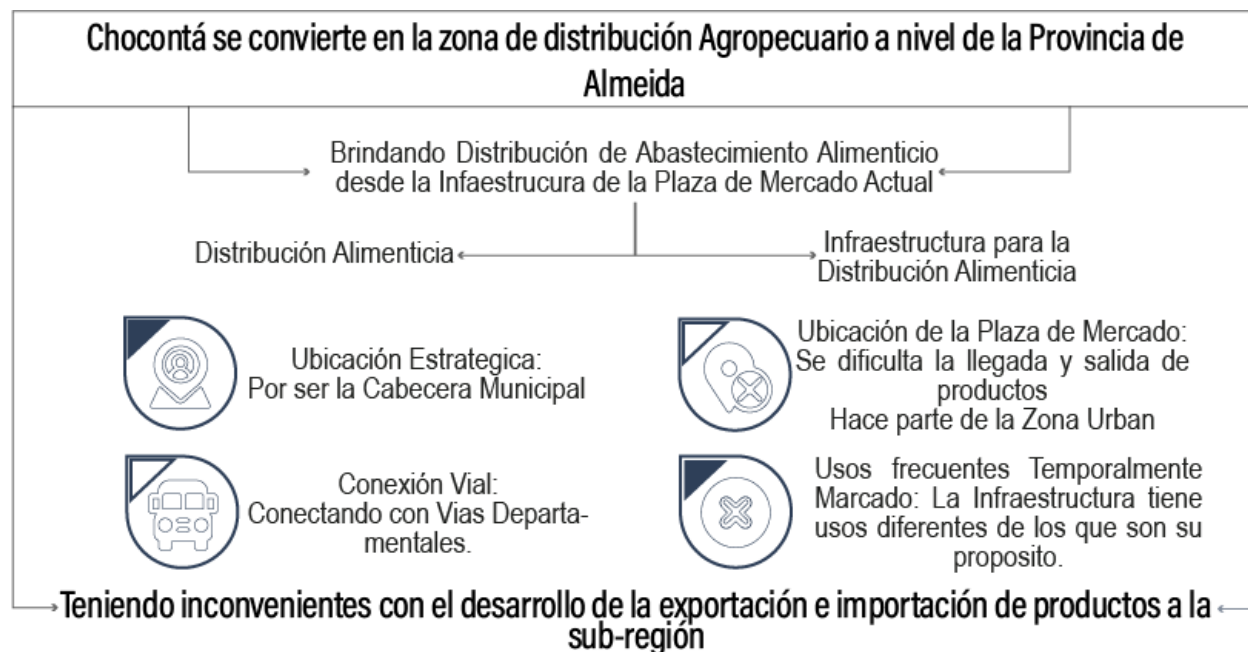 Chocontá se convierte en la zona de distribución Agropecuario a nivel de la Provincia de
Almeida
Brindando Distribución de Abastecimiento Alimenticio
desde la Infaestrucura de la Plaza de Mercado Actual
Distribución Alimenticia
Infraestructura para la
Distribución Alimenticia
Ubicación Estrategica:
Por ser la Cabecera Municipal
Ubicación de la Plaza de Mercado:
Se dificulta la llegada y salida de
productos
Hace parte de la Zona Urban
Conexión Vial:
Conectando con Vias Departa-
mentales.
Usos frecuentes Temporalmente
Marcado: La Infraestructura tiene
usos diferentes de los que son su
proposito.
Teniendo inconvenientes con el desarrollo de la exportación e importación de productos a la
sub-región